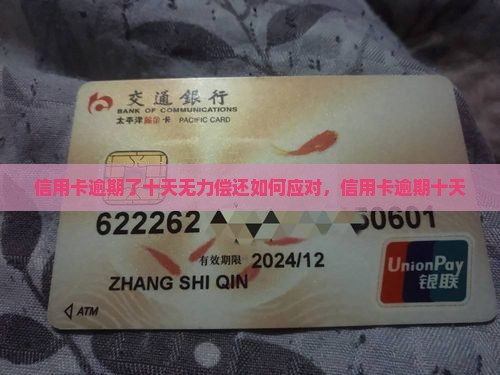 交通銀行
BANK OF COMMUNICATIONS
太平洋 卡 PACIFIC CARD
信用卡逾期了十天无力偿还如何应对，信用卡逾期十天
622262 50601
有效期限 2024/12
ZHANG SHI QIN
ATM
UnionPay
银联